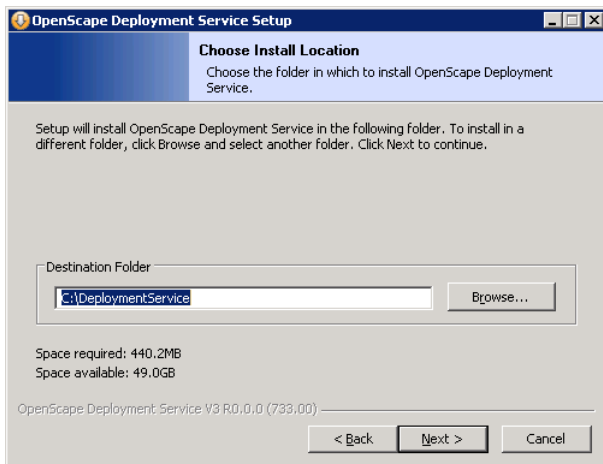 OpenScape Deployment Service Setup
Choose Install Location
Choose the folder in which to install OpenScape Deployment
Service.
Setup will install OpenScape Deployment Service in the following folder. To install in a
different folder, click Browse and select another folder. Click Next to continue.
Destination Folder
C:\DeploymentService
Browse...
Space required: 440.2MB
Space available: 49.0GB
OpenScape Deployment Service V3 R0.0.0 (733.00)
< Back
Next >
Cancel